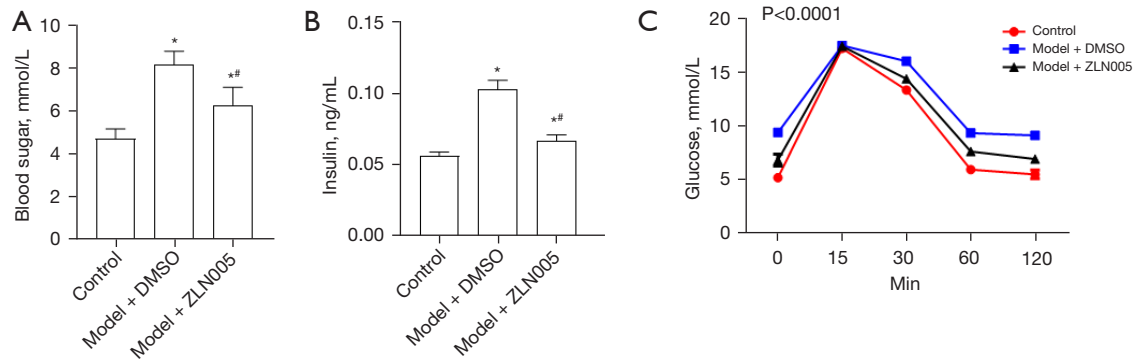 A
Blood sugar, mmol/L
10
8
6
4
2
0
*
*#
Control
Model + DMSO
Model + ZLN005
B
Insulin, ng/mL
0.15
0.10
0.05
0.00
*
*#
Control
Model + DMSO
Model + ZLN005
C
P<0.0001
Glucose, mmol/L
20
15
10
5
0
0 15 30 60 120
Min
Control
Model + DMSO
Model + ZLN005